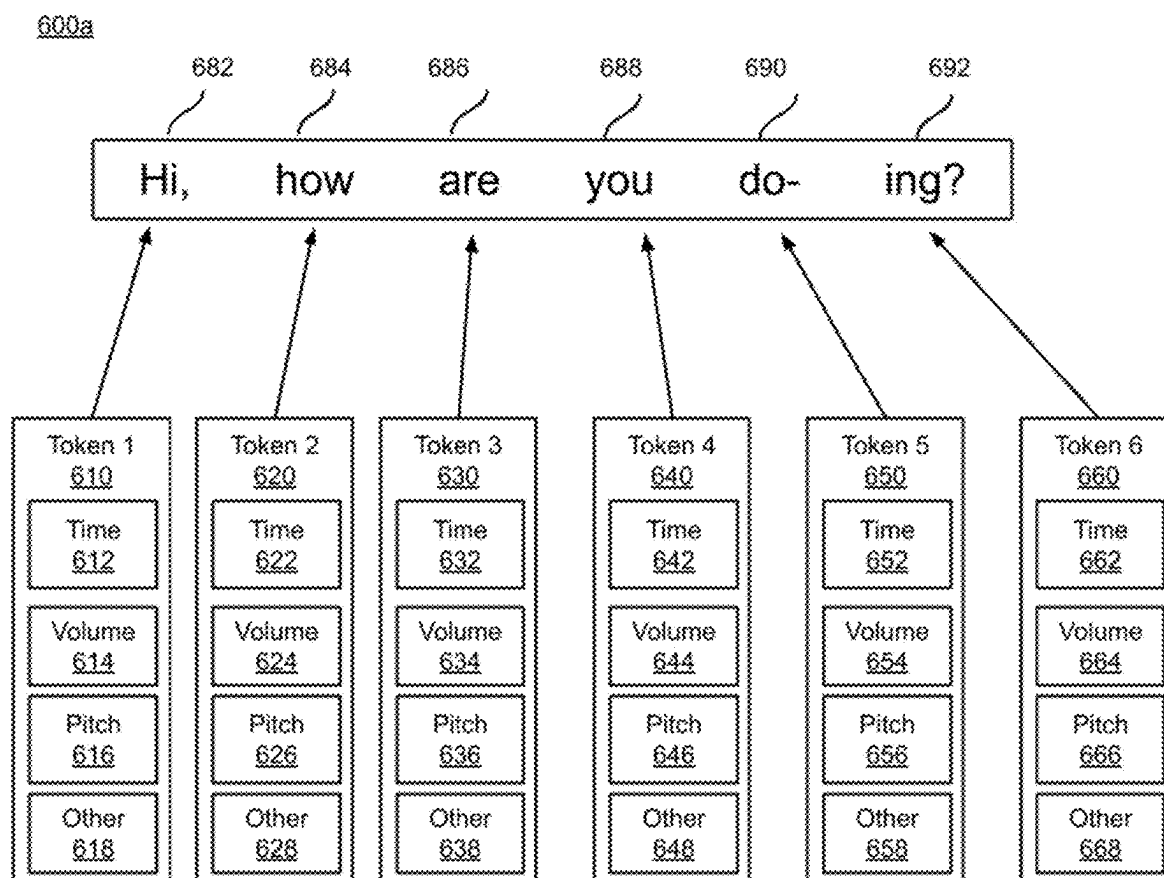 600a
682 684 686 688 690 692
Hi, how are you do- ing?
Token 1 Token 2 Token 3 Token 4 Token 5 Token 6
610 620 630 640 650 660
Time Time Time Time Time Time
612 622 632 642 652 662
Volume Volume Volume Volume Volume Volume
614 624 634 644 654 664
Pitch Pitch Pitch Pitch Pitch Pitch
616 626 636 646 656 666
Other Other Other Other Other Other
618 628 638 648 658 668